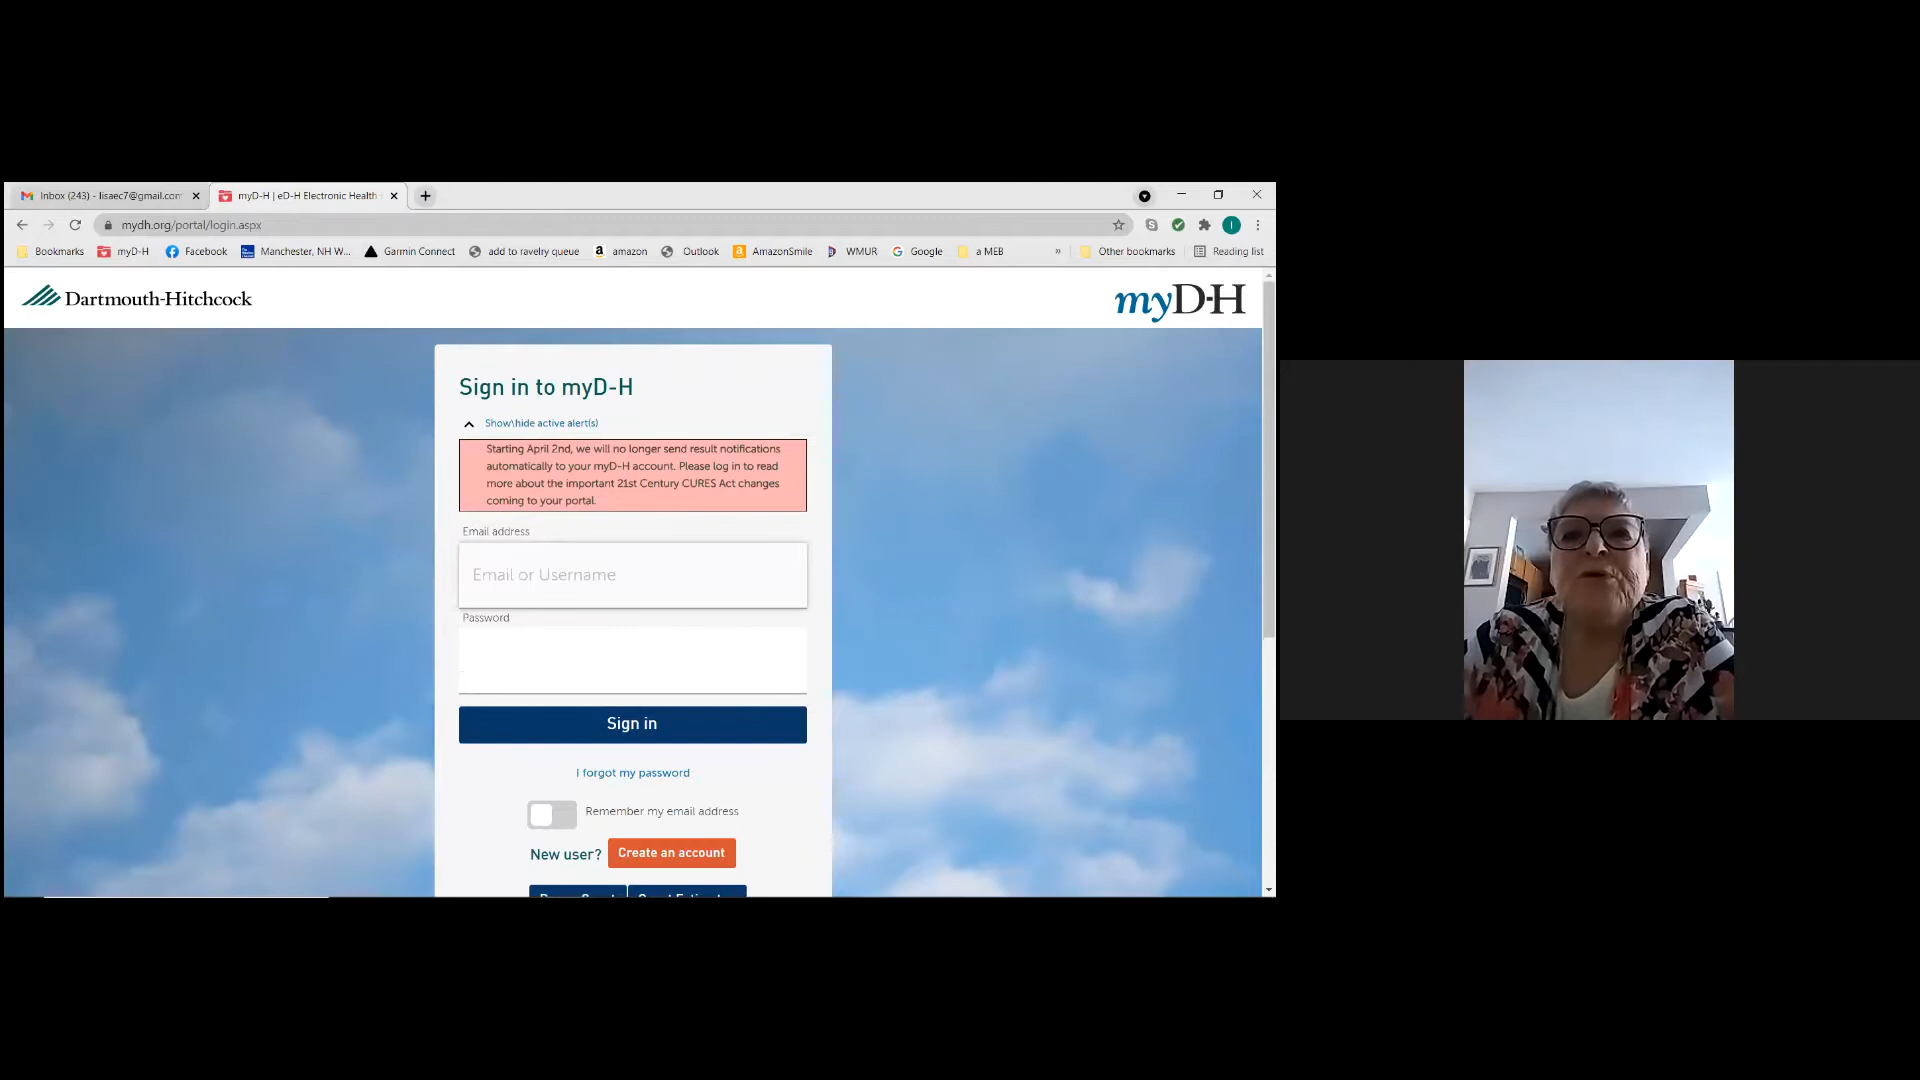 Inbox (243) - lisaec7@gmail.com
myD-H | eD-H Electronic Health
mydh.org/portal/login.aspx
Bookmarks myD-H Facebook Manchester, NH W... Garmin Connect add to ravelry queue amazon Outlook AmazonSmile WMUR Google a MEB » Other bookmarks Reading list
Dartmouth-Hitchcock
myD-H
Sign in to myD-H
Show\hide active alert(s)
Starting April 2nd, we will no longer send result notifications
automatically to your myD-H account. Please log in to read
more about the important 21st Century CURES Act changes
coming to your portal.
Email address
Email or Username
Password
Sign in
I forgot my password
Remember my email address
New user? Create an account